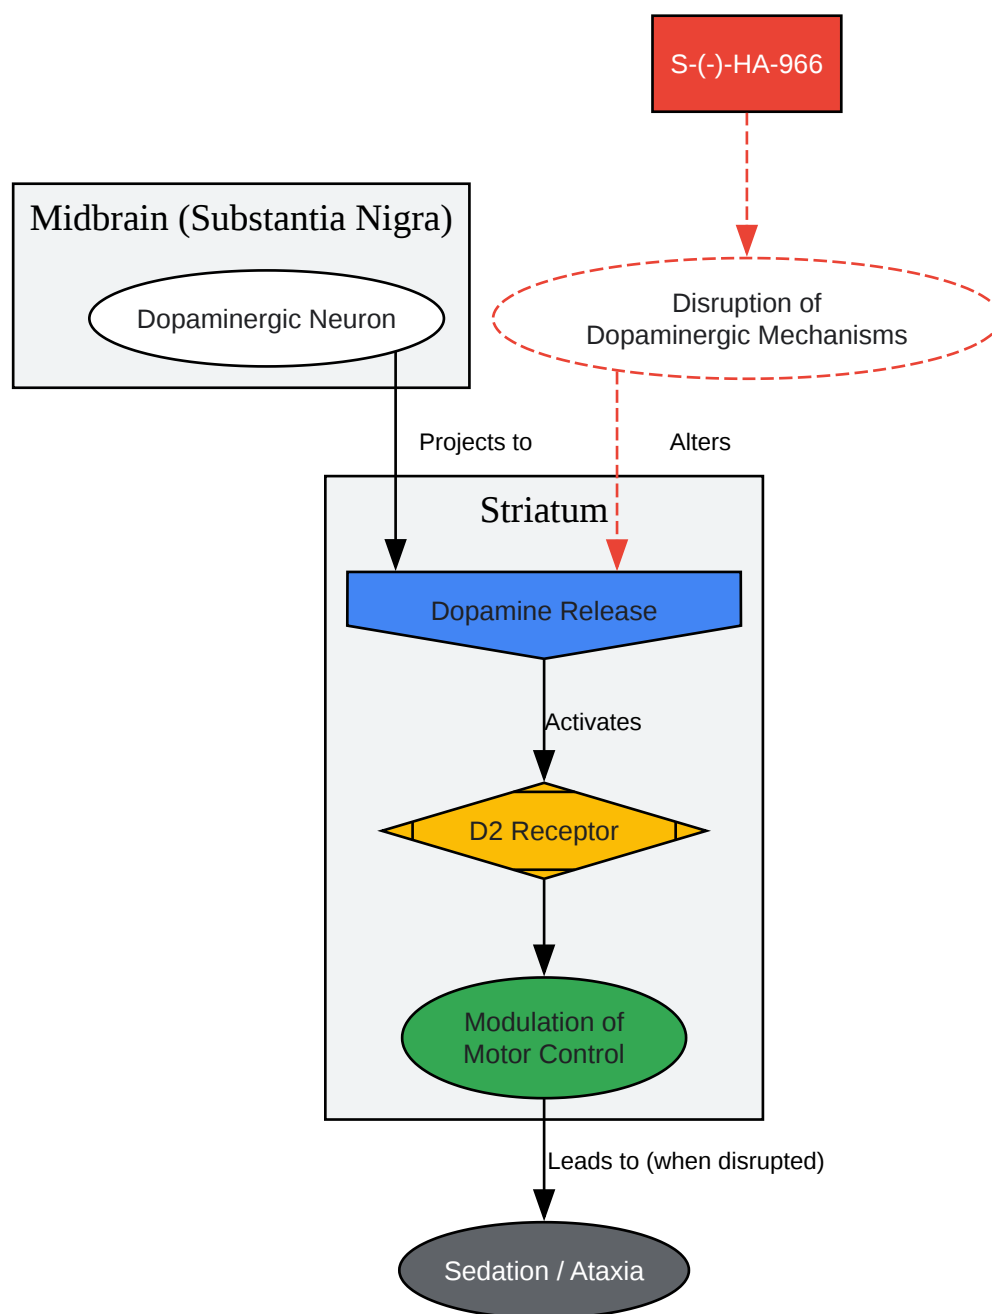 S-(-)-HA-966
Midbrain (Substantia Nigra)
Dopaminergic Neuron
Disruption of
Dopaminergic Mechanisms
Projects to
Alters
Striatum
Dopamine Release
Activates
D2 Receptor
Modulation of
Motor Control
Leads to (when disrupted)
Sedation / Ataxia